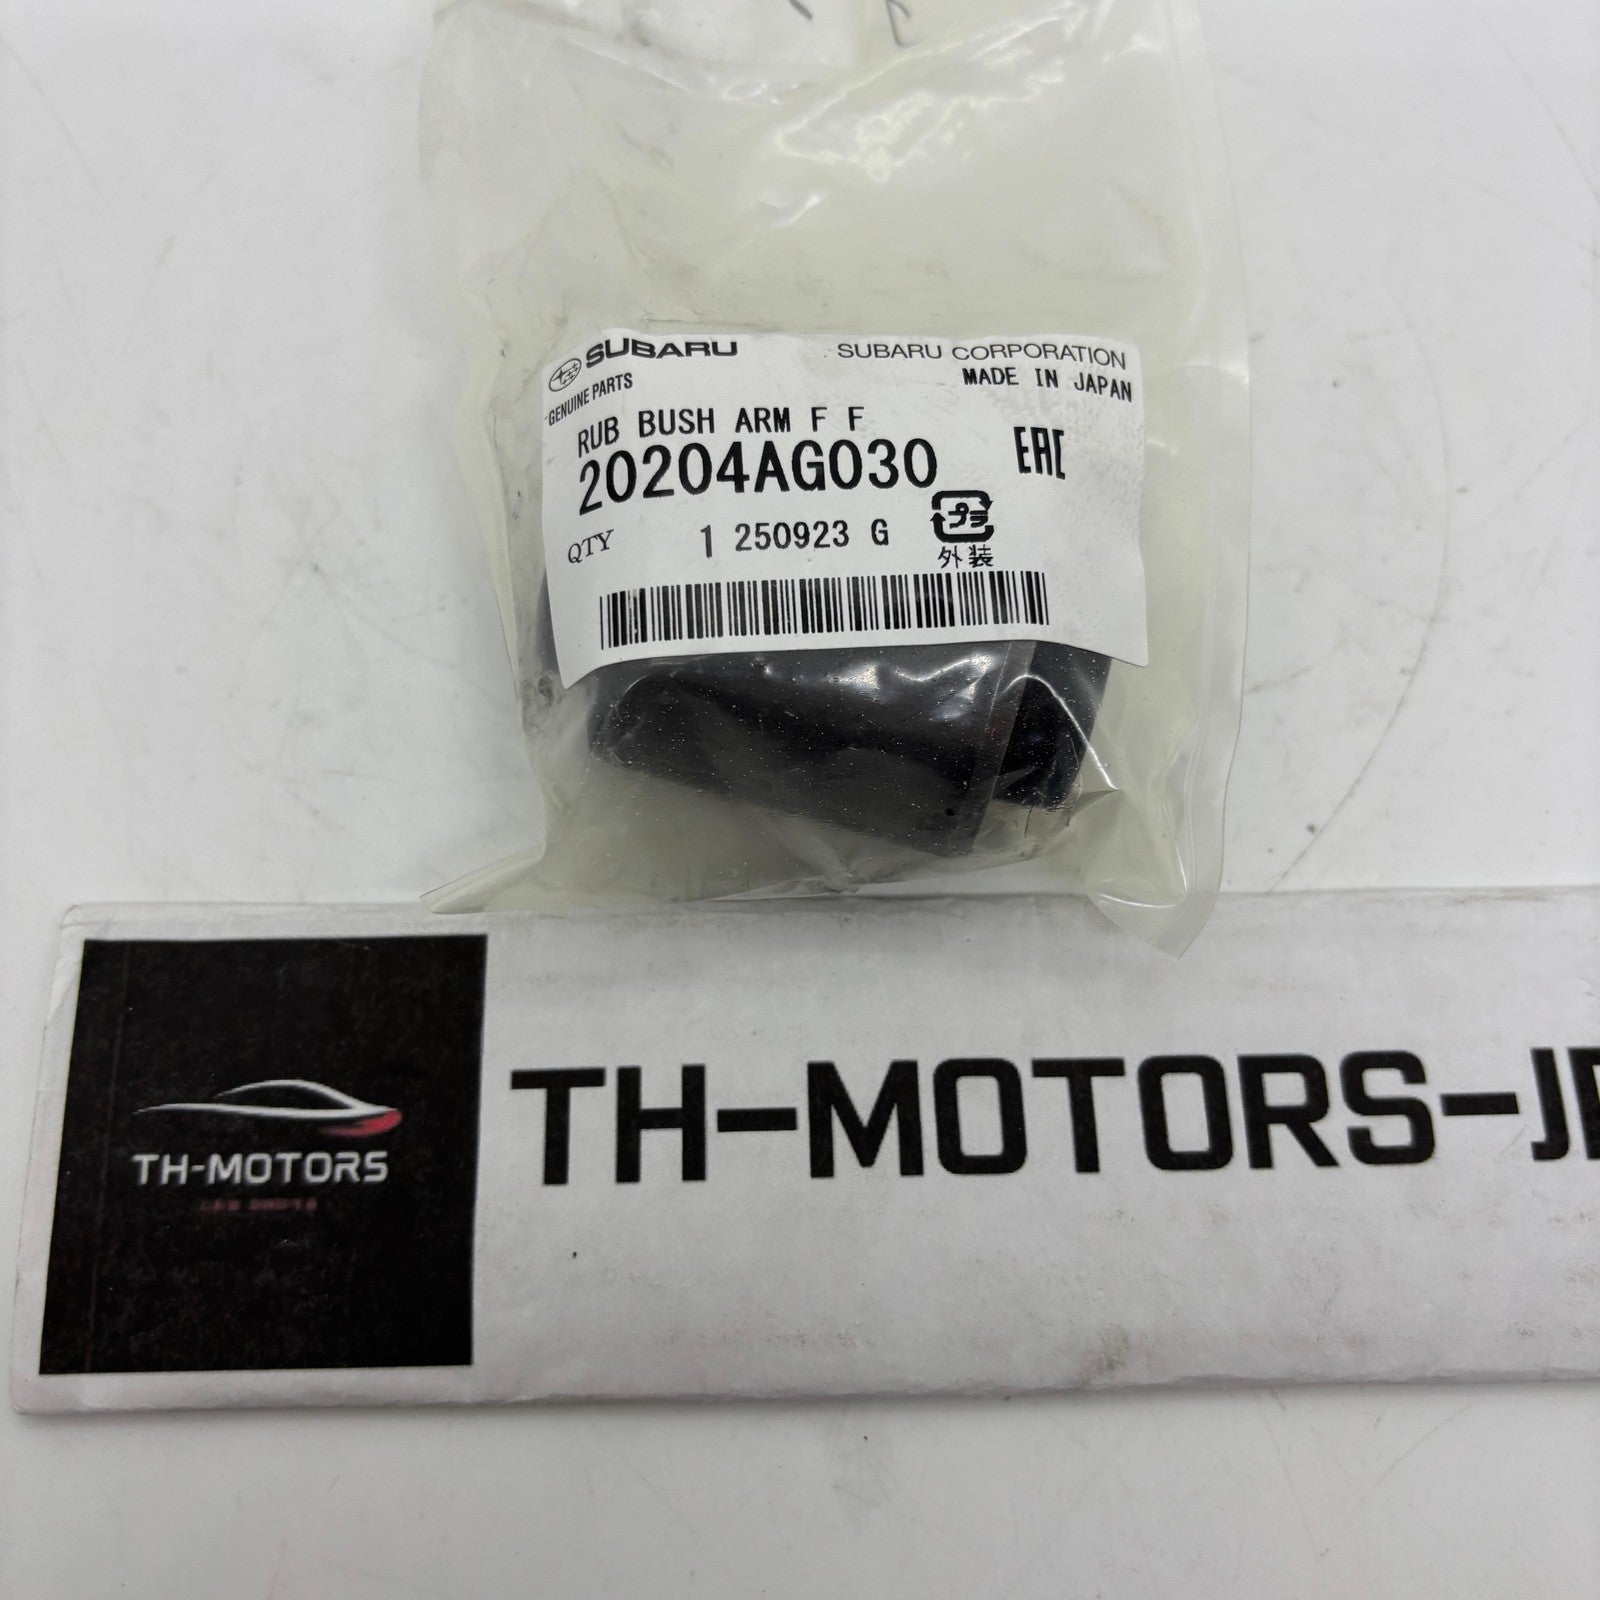 SUBARU
GENUINE PARTS
SUBARU CORPORATION
MADE IN JAPAN
RUB BUSH ARM F F
20204AG030
EAC
QTY 1 250923 G
プラ
外装
TH-MOTORS
TH-MOTORS-JP